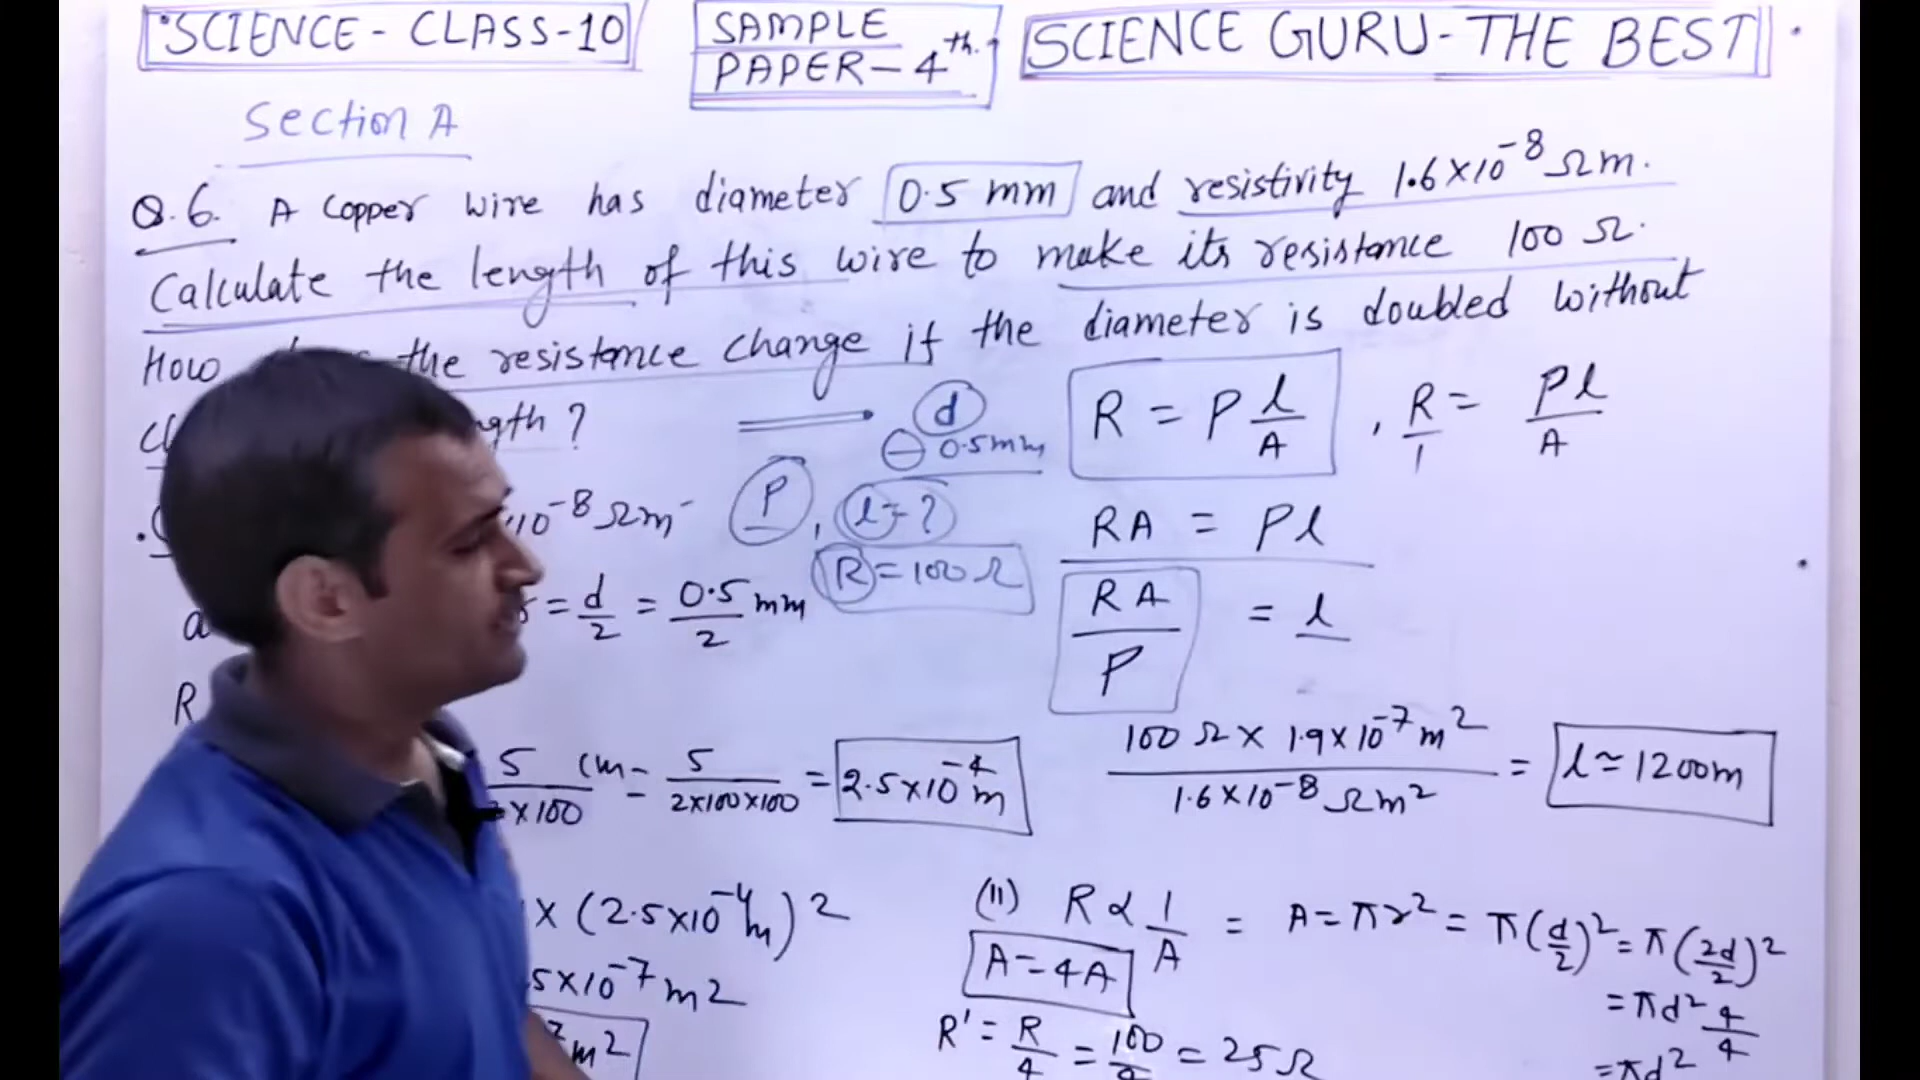 SCIENCE - CLASS-10
SAMPLE
PAPER - 4th.
SCIENCE GURU - THE BEST
Section A
Q.6. A Copper wire has diameter 0.5 mm and resistivity 1.6×10⁻⁸ Ωm.
Calculate the length of this wire to make its resistance 100 Ω.
How the resistance change if the diameter is doubled without
?
d
0.5mm
R = P l/A , R/1 = Pl/A
10⁻⁸ Ωm
P , l = ?
RA = Pl
R = 100 Ω
= d/2 = 0.5/2 mm
RA/P = l
R
5/×100 cm = 5/2×100×100 = 2.5×10⁻⁴ m
100 Ω × 1.9×10⁻⁷ m² / 1.6×10⁻⁸ Ωm² = l ≃ 1200m
× (2.5×10⁻⁴m)²
5×10⁻⁷ m²
m²
(11) R ∝ 1/A = A = πr² = π(d/2)² = π(2d/2)²
A = 4A
= πd² 4/4
R' = R/4 = 100/4 = 25 Ω
= πd²